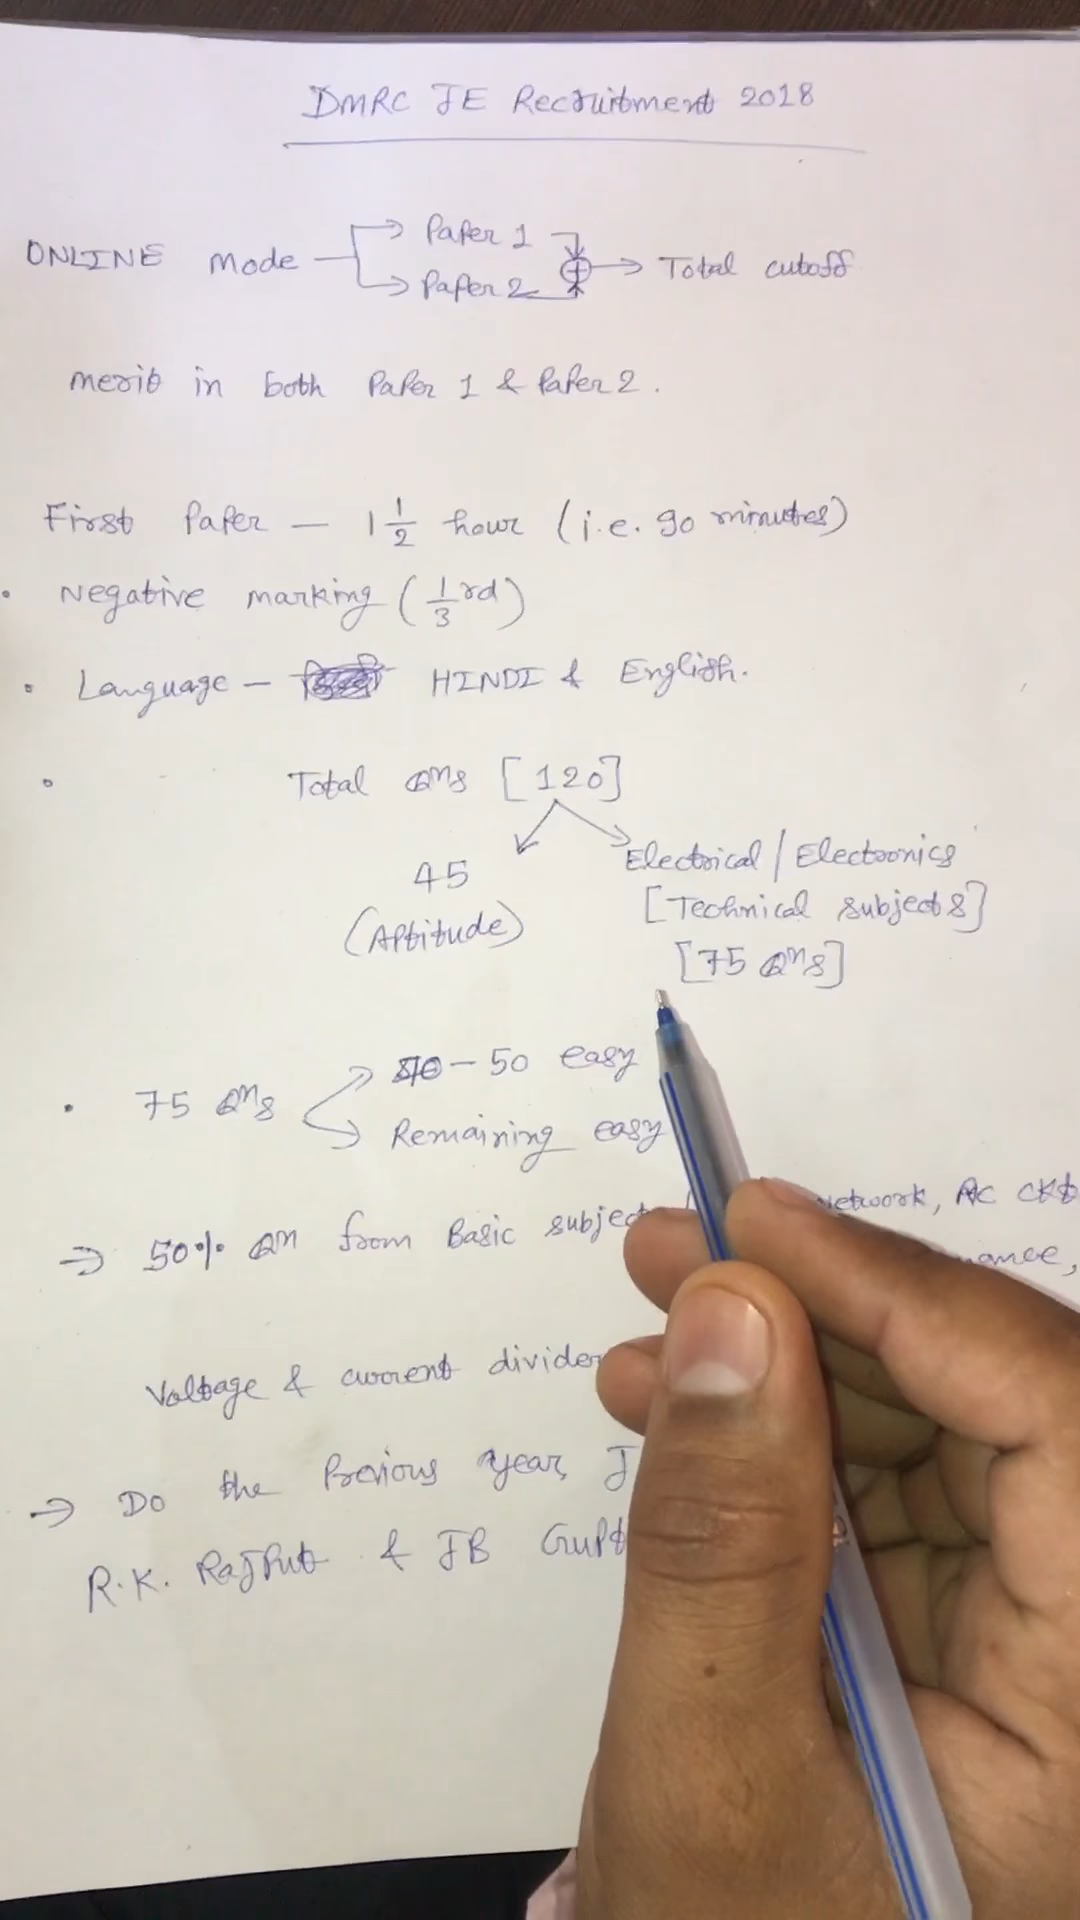 DMRC JE Recruitment 2018
ONLINE mode
Paper 1
Paper 2
Total cutoff
merit in both Paper 1 & Paper 2.
First Paper — 1 1/2 hour (i.e. 90 minutes)
• Negative marking (1/3 rd)
• Language — HINDI & English.
• Total Qns [120]
45
(Aptitude)
Electrical / Electronics
[Technical subjects]
[75 Qns]
• 75 Qns
- 50 easy
Remaining easy
→ 50% Qn from Basic subject network, AC ckt
Voltage & current divider
→ Do the Previous year J
R.K. Rajput & JB Gupt